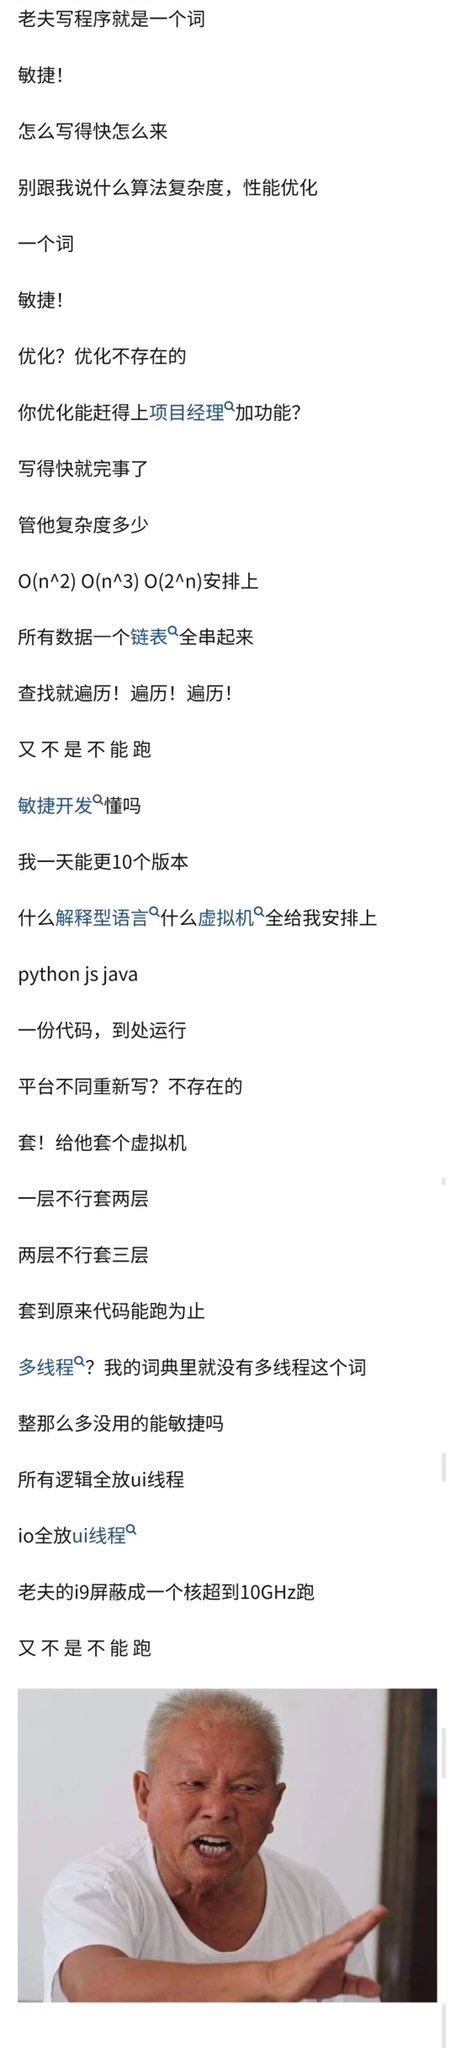 老夫写程序就是一个词
敏捷！
怎么写得快怎么来
别跟我说什么算法复杂度，性能优化
一个词
敏捷！
优化？优化不存在的
你优化能赶得上项目经理加功能？
写得快就完事了
管他复杂度多少
O(n^2) O(n^3) O(2^n)安排上
所有数据一个链表全串起来
查找就遍历！遍历！遍历！
又 不 是 不 能 跑
敏捷开发懂吗
我一天能更10个版本
什么解释型语言什么虚拟机全给我安排上
python js java
一份代码，到处运行
平台不同重新写？不存在的
套！给他套个虚拟机
一层不行套两层
两层不行套三层
套到原来代码能跑为止
多线程？我的词典里就没有多线程这个词
整那么多没用的能敏捷吗
所有逻辑全放ui线程
io全放ui线程
老夫的i9屏蔽成一个核超到10GHz跑
又 不 是 不 能 跑